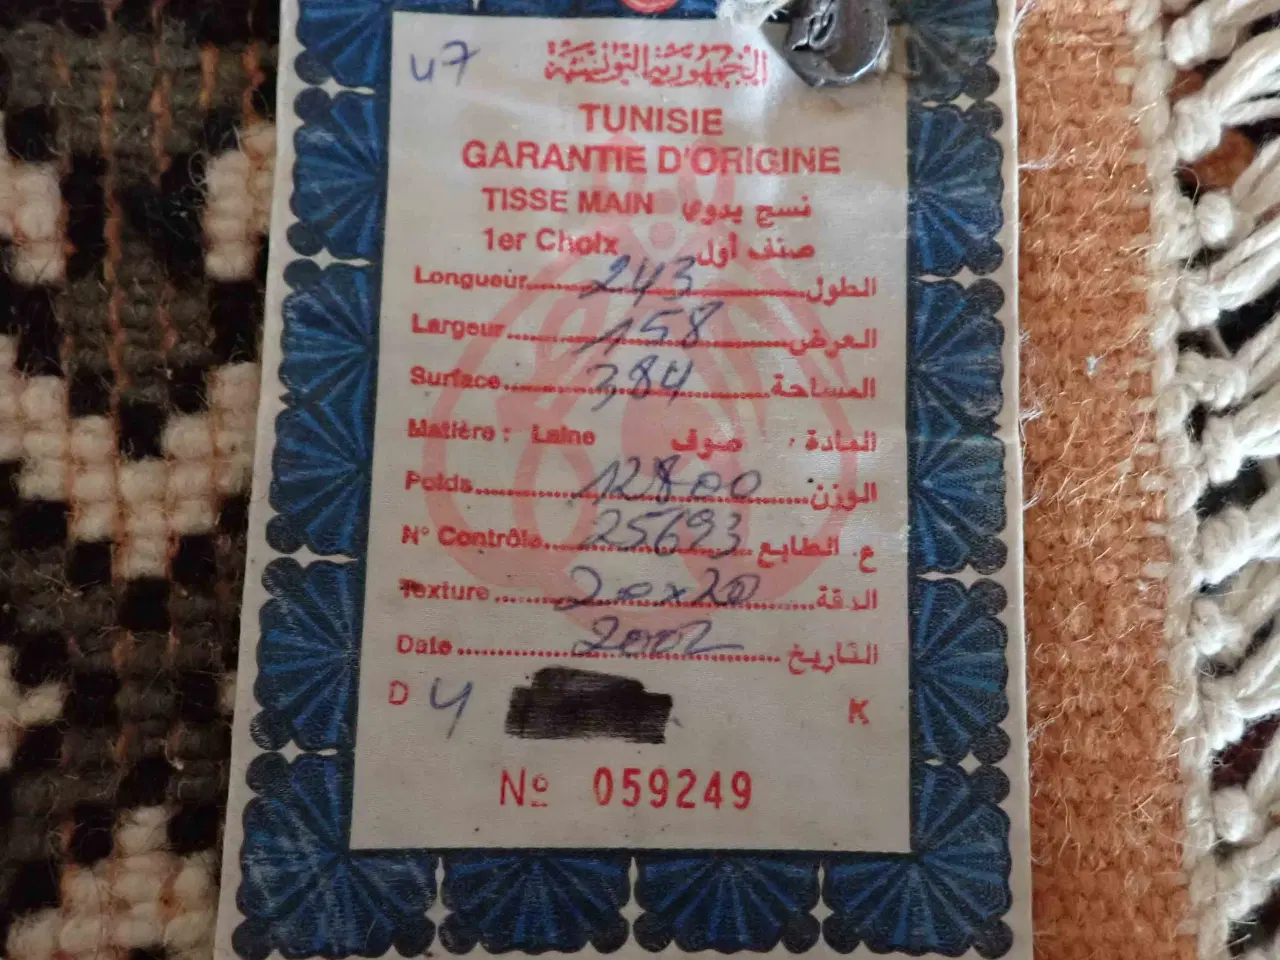 47
الجمهورية التونسية
TUNISIE
GARANTIE D'ORIGINE
TISSE MAIN نسج يدوي
1er Choix صنف أول
Longueur 243 الطول
Largeur 158 العرض
Surface 384 المساحة
Matière : Laine المادة : صوف
Poids 12800 الوزن
N° Contrôle 25693 ع. الطابع
Texture 20x20 الدقة
Date 2002 التاريخ
D 4 K
Nº 059249